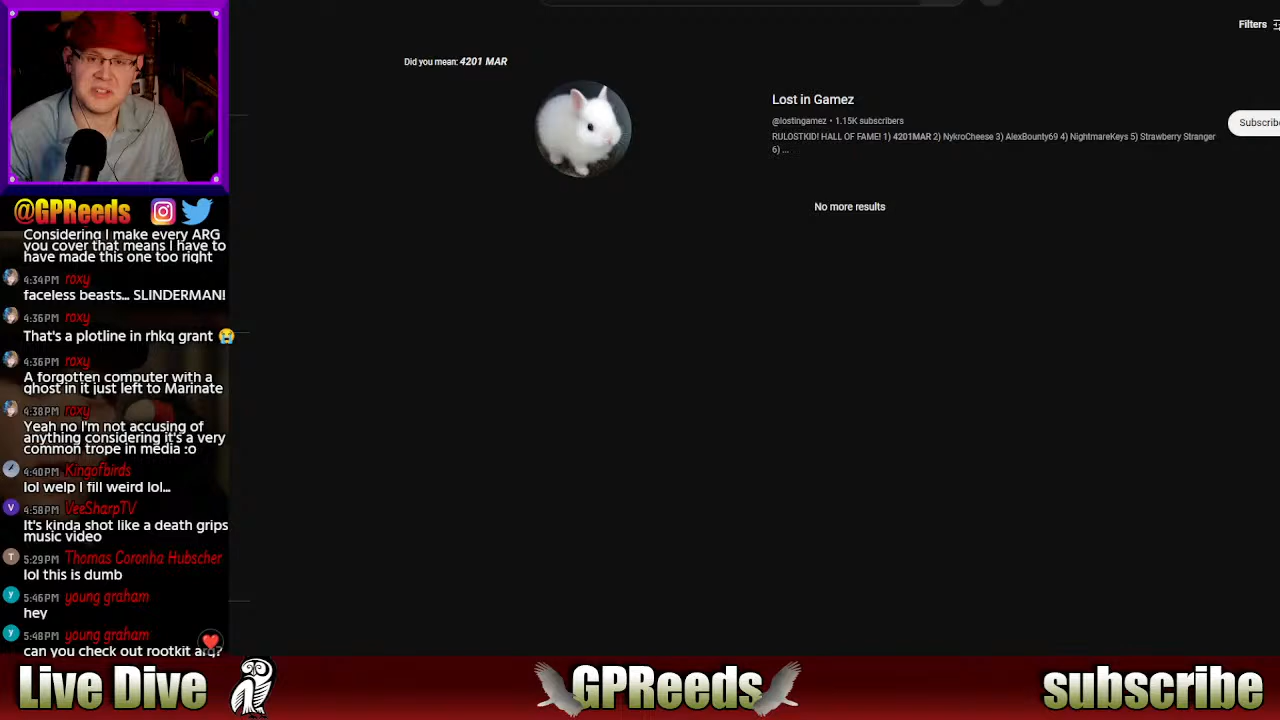 Filters
Did you mean: 4201 MAR
Lost in Gamez
@lostingamez • 1.15K subscribers
RULOSTKID! HALL OF FAME! 1) 4201MAR 2) NykroCheese 3) AlexBounty69 4) NightmareKeys 5) Strawberry Stranger
6) ...
Subscribe
No more results
@GPReeds
Considering I make every ARG
you cover that means I have to
have made this one too right
4:34PM roxy
faceless beasts... SLINDERMAN!
4:36PM roxy
That's a plotline in rhkq grant 😭
4:36PM roxy
A forgotten computer with a
ghost in it just left to Marinate
4:38PM roxy
Yeah no I'm not accusing of
anything considering it's a very
common trope in media :o
4:40PM Kingofbirds
lol welp I fill weird lol...
V 4:58PM VeeSharpTV
It's kinda shot like a death grips
music video
T 5:29PM Thomas Coronha Hubscher
lol this is dumb
y 5:46PM young graham
hey
y 5:48PM young graham
can you check out rootkit arg?
Live Dive
GPReeds
subscribe